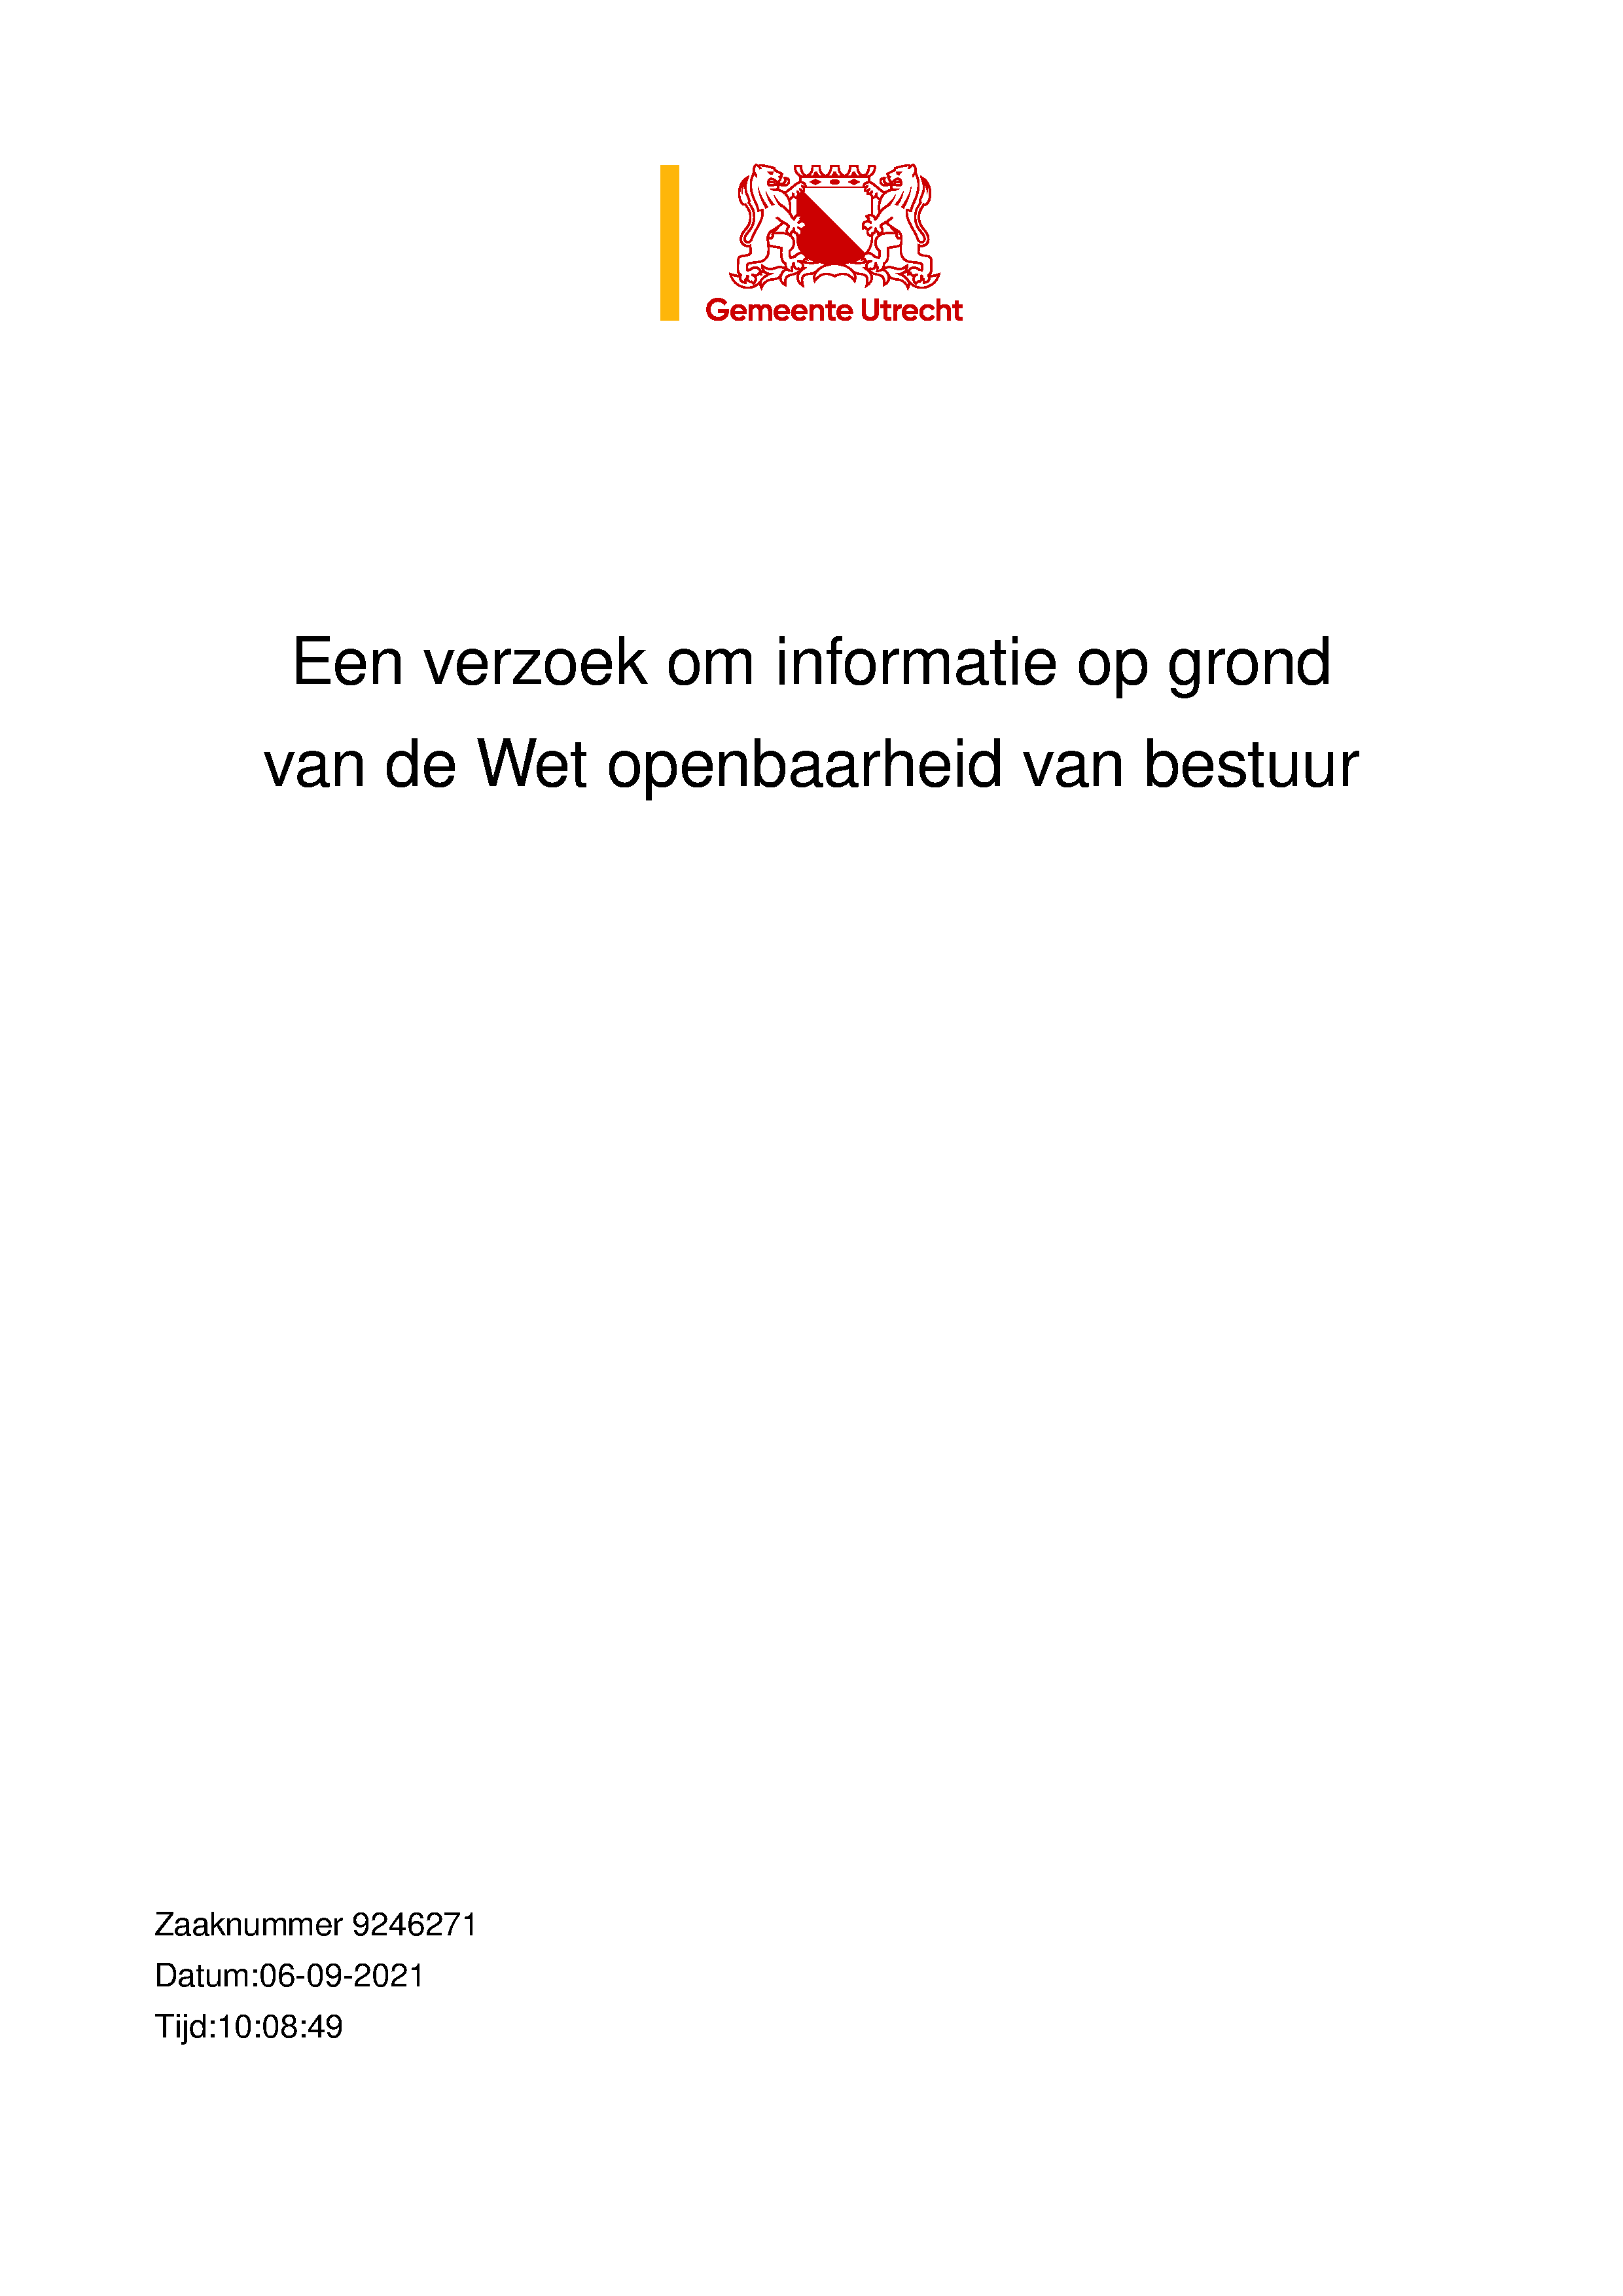 Gemeente Utrecht
Een verzoek om informatie op grond
van de Wet openbaarheid van bestuur
Zaaknummer 9246271
Datum:06-09-2021
Tijd:10:08:49